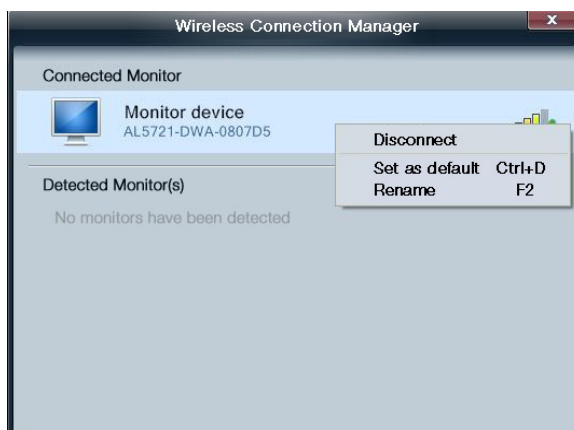 Wireless Connection Manager
x
Connected Monitor
Monitor device
AL5721-DWA-0807D5
Disconnect
Set as default Ctrl+D
Rename F2
Detected Monitor(s)
No monitors have been detected